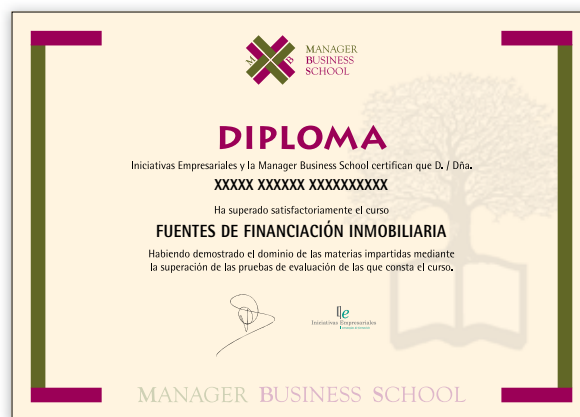 M B
MANAGER
BUSINESS
SCHOOL
DIPLOMA
Iniciativas Empresariales y la Manager Business School certifican que D. / Dña.
XXXXX XXXXXX XXXXXXXXXX
Ha superado satisfactoriamente el curso
FUENTES DE FINANCIACIÓN INMOBILIARIA
Habiendo demostrado el dominio de las materias impartidas mediante
la superación de las pruebas de evaluación de las que consta el curso.
Ile
Iniciativas Empresariales
MANAGER BUSINESS SCHOOL